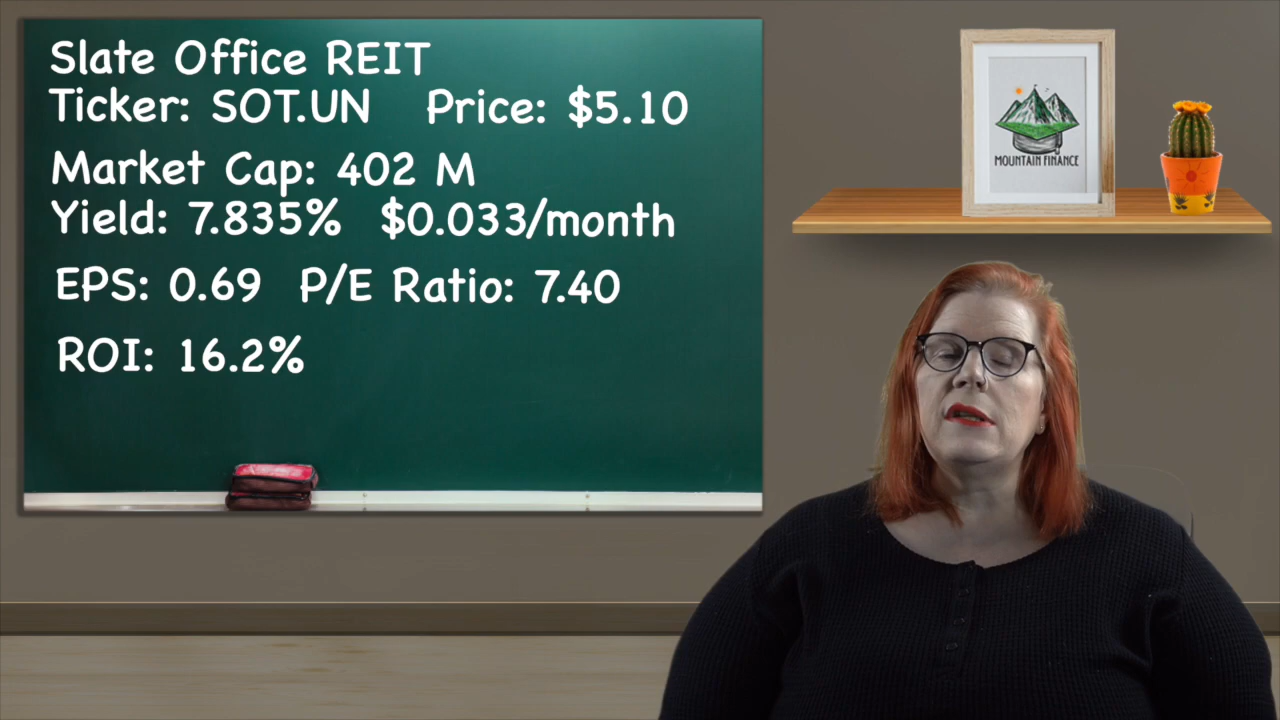 Slate Office REIT
Ticker: SOT.UN Price: $5.10
Market Cap: 402 M
Yield: 7.835% $0.033/month
EPS: 0.69 P/E Ratio: 7.40
ROI: 16.2%
MOUNTAIN FINANCE